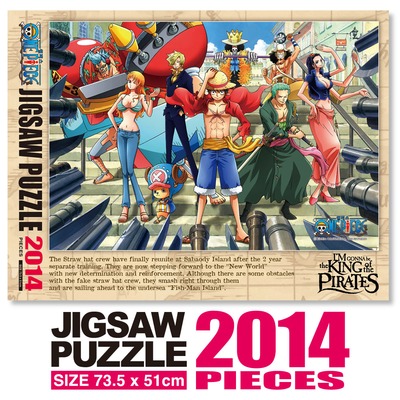 ONE PIECE
JIGSAW PUZZLE 2014 PIECES
ONE PIECE
The Straw hat crew have finally reunite at Sabaody Island after the 2 year
separate training. They are now stepping forward to the "New World"
with new determination and reinforcement. Although there are some obstacles
with the fake straw hat crew, they smash right through them
and are sailing ahead to the undersea "Fish-Man Island".
I'M GONNA be
the KING of the
PIRATES
JIGSAW
PUZZLE
SIZE 73.5 x 51cm
2014
PIECES